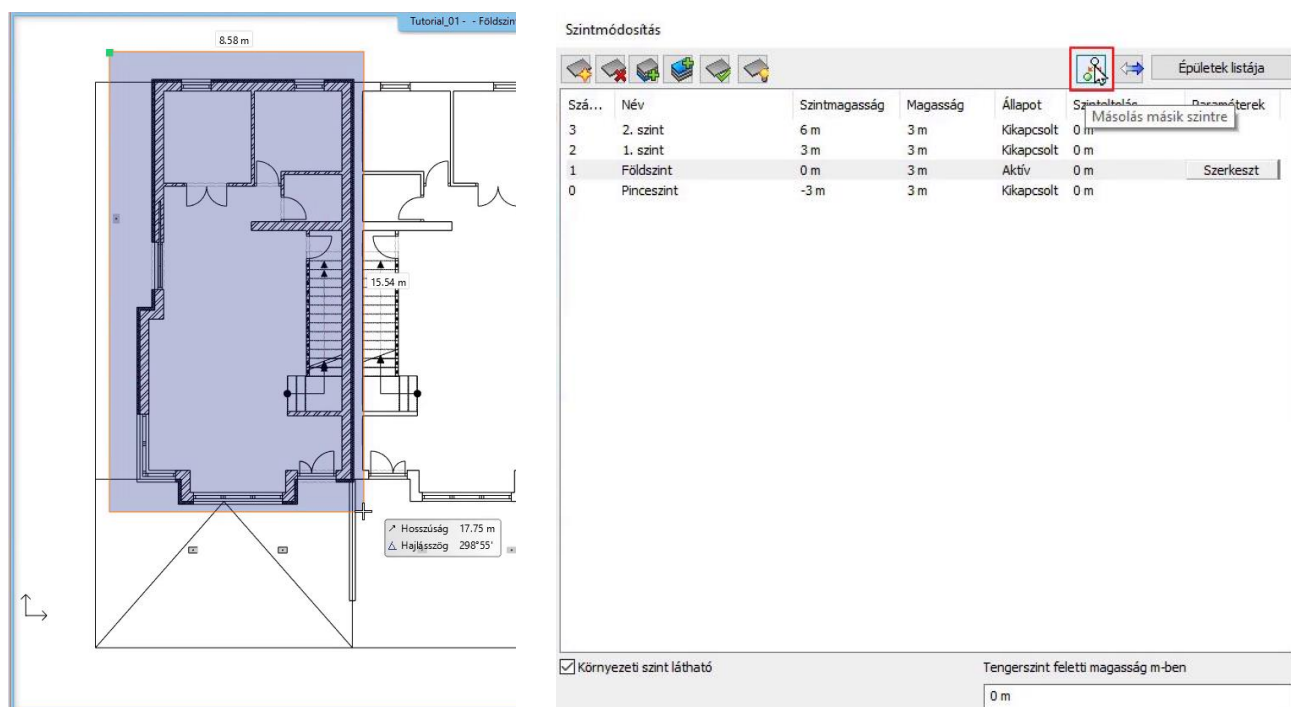 Tutorial_01 - - Földszin
8.58 m
15.54 m
Hosszúság 17.75 m
Hajlásszög 298°55'
Szintmódosítás
Épületek listája
Szá... Név Szintmagasság Magasság Állapot Szinteltolás Paraméterek
Másolás másik szintre
3 2. szint 6 m 3 m Kikapcsolt 0 m
2 1. szint 3 m 3 m Kikapcsolt 0 m
1 Földszint 0 m 3 m Aktív 0 m Szerkeszt
0 Pinceszint -3 m 3 m Kikapcsolt 0 m
Környezeti szint látható
Tengerszint feletti magasság m-ben
0 m